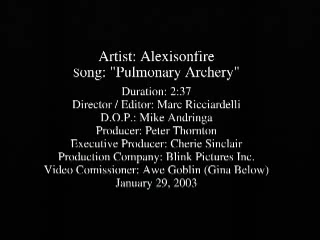 Artist: Alexisonfire
Song: "Pulmonary Archery"
Duration: 2:37
Director / Editor: Marc Ricciardelli
D.O.P.: Mike Andringa
Producer: Peter Thornton
Executive Producer: Cherie Sinclair
Production Company: Blink Pictures Inc.
Video Comissioner: Awe Goblin (Gina Below)
January 29, 2003